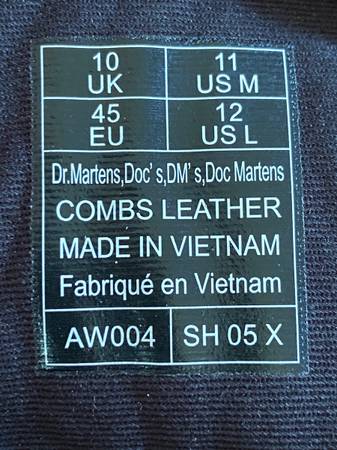 10 UK
11 US M
45 EU
12 US L
Dr.Martens,Doc's,DM's,Doc Martens
COMBS LEATHER
MADE IN VIETNAM
Fabriqué en Vietnam
AW004
SH 05 X